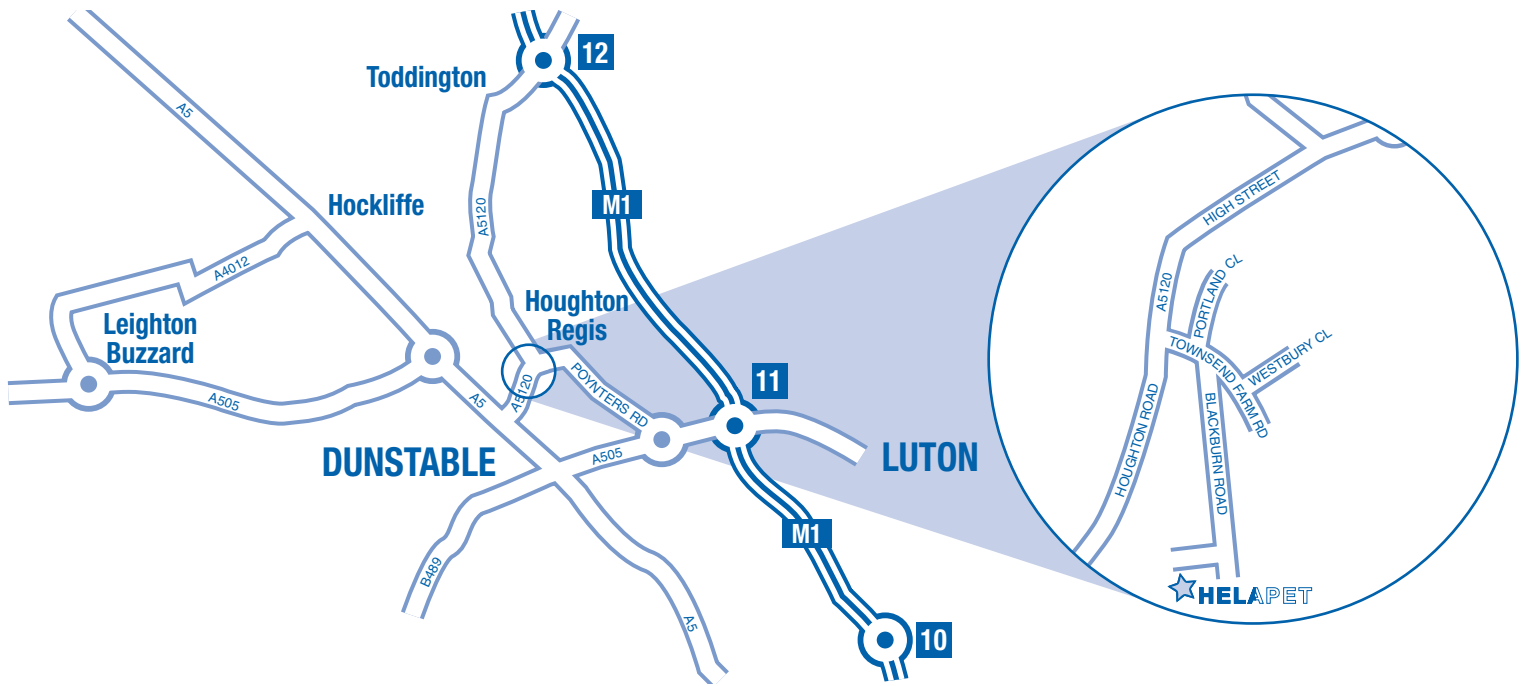 12
Toddington
A5
M1
Hockliffe
A5120
A4012
Houghton
Regis
Leighton
Buzzard
11
POYNTERS RD
A5120
A505
A5
DUNSTABLE
A505
LUTON
M1
B489
A5
10
HIGH STREET
A5120
PORTLAND CL
TOWNSEND FARM RD
WESTBURY CL
HOUGHTON ROAD
BLACKBURN ROAD
HELAPET